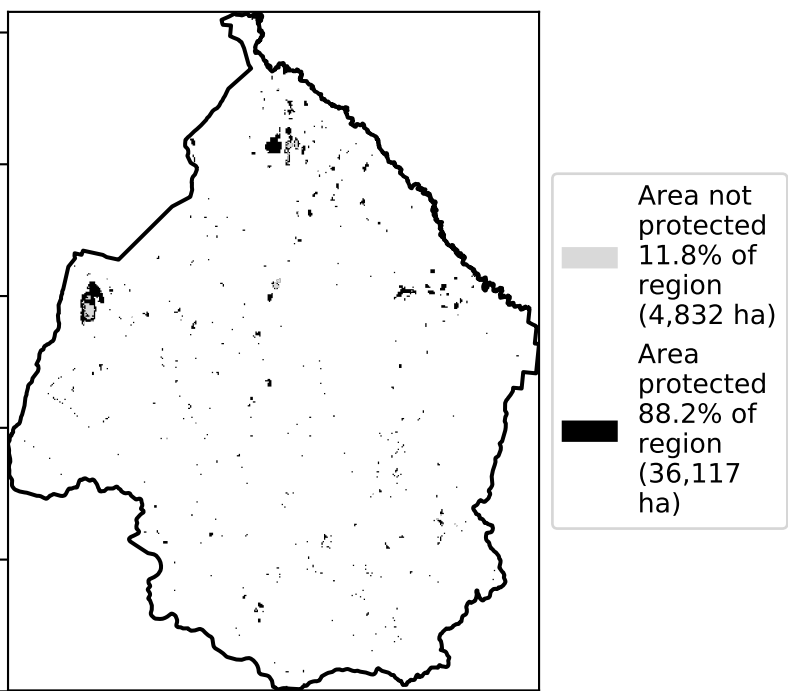 Area not
protected
11.8% of
region
(4,832 ha)
Area
protected
88.2% of
region
(36,117
ha)